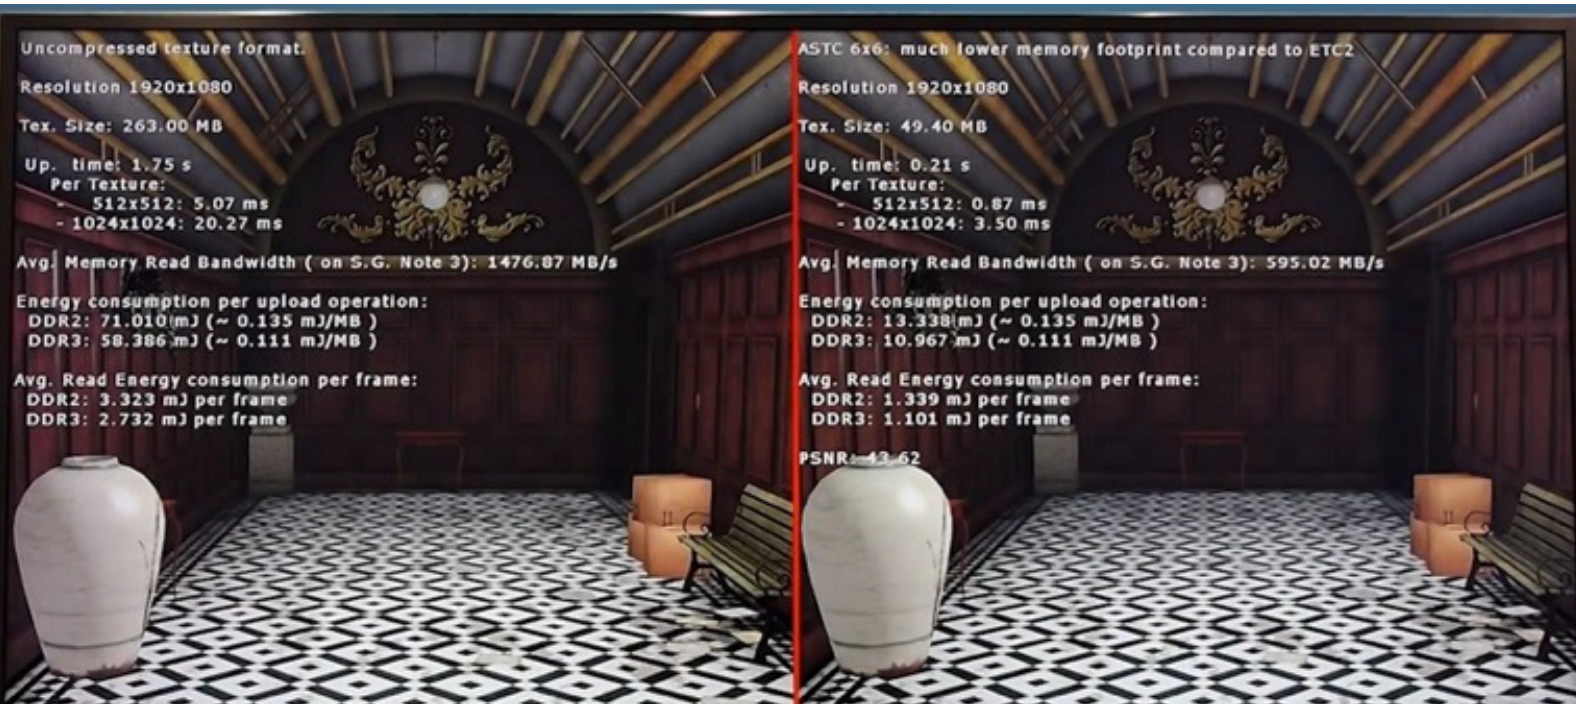 Uncompressed texture format.
Resolution 1920x1080
Tex. Size: 263.00 MB
Up. time: 1.75 s
Per Texture:
- 512x512: 5.07 ms
- 1024x1024: 20.27 ms
Avg. Memory Read Bandwidth ( on S.G. Note 3): 1476.87 MB/s
Energy consumption per upload operation:
DDR2: 71.010 mJ (~ 0.135 mJ/MB )
DDR3: 58.386 mJ (~ 0.111 mJ/MB )
Avg. Read Energy consumption per frame:
DDR2: 3.323 mJ per frame
DDR3: 2.732 mJ per frame
ASTC 6x6: much lower memory footprint compared to ETC2
Resolution 1920x1080
Tex. Size: 49.40 MB
Up. time: 0.21 s
Per Texture:
- 512x512: 0.87 ms
- 1024x1024: 3.50 ms
Avg. Memory Read Bandwidth ( on S.G. Note 3): 595.02 MB/s
Energy consumption per upload operation:
DDR2: 13.338 mJ (~ 0.135 mJ/MB )
DDR3: 10.967 mJ (~ 0.111 mJ/MB )
Avg. Read Energy consumption per frame:
DDR2: 1.339 mJ per frame
DDR3: 1.101 mJ per frame
PSNR: 43.62